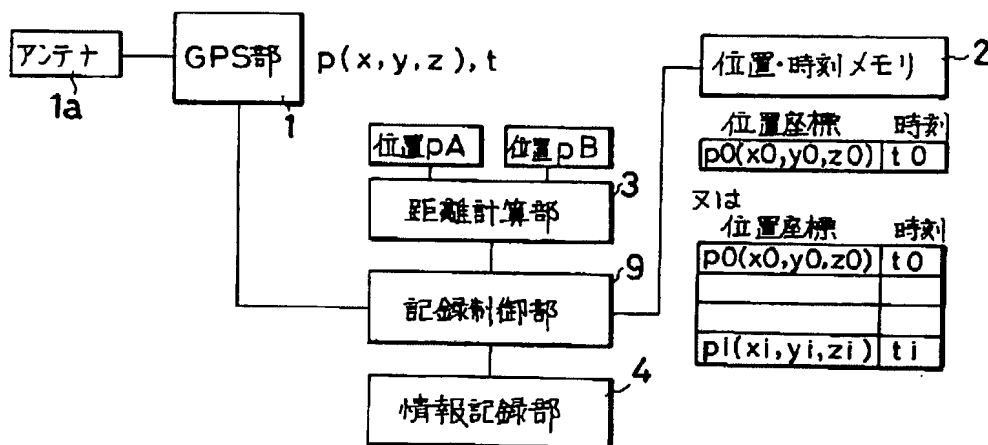 アンテナ
1a
GPS部
1
p(x,y,z),t
位置・時刻メモリ
2
位置座標 時刻
p0(x0,y0,z0) t0
又は
位置座標 時刻
p0(x0,y0,z0) t0
pi(xi,yi,zi) ti
位置pA
位置pB
距離計算部
3
記録制御部
9
情報記録部
4